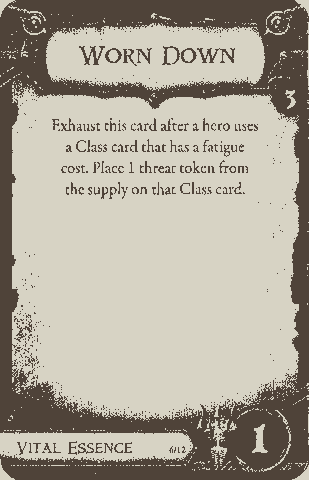 WORN DOWN
3
Exhaust this card after a hero uses
a Class card that has a fatigue
cost. Place 1 threat token from
the supply on that Class card.
VITAL ESSENCE
6/12
1